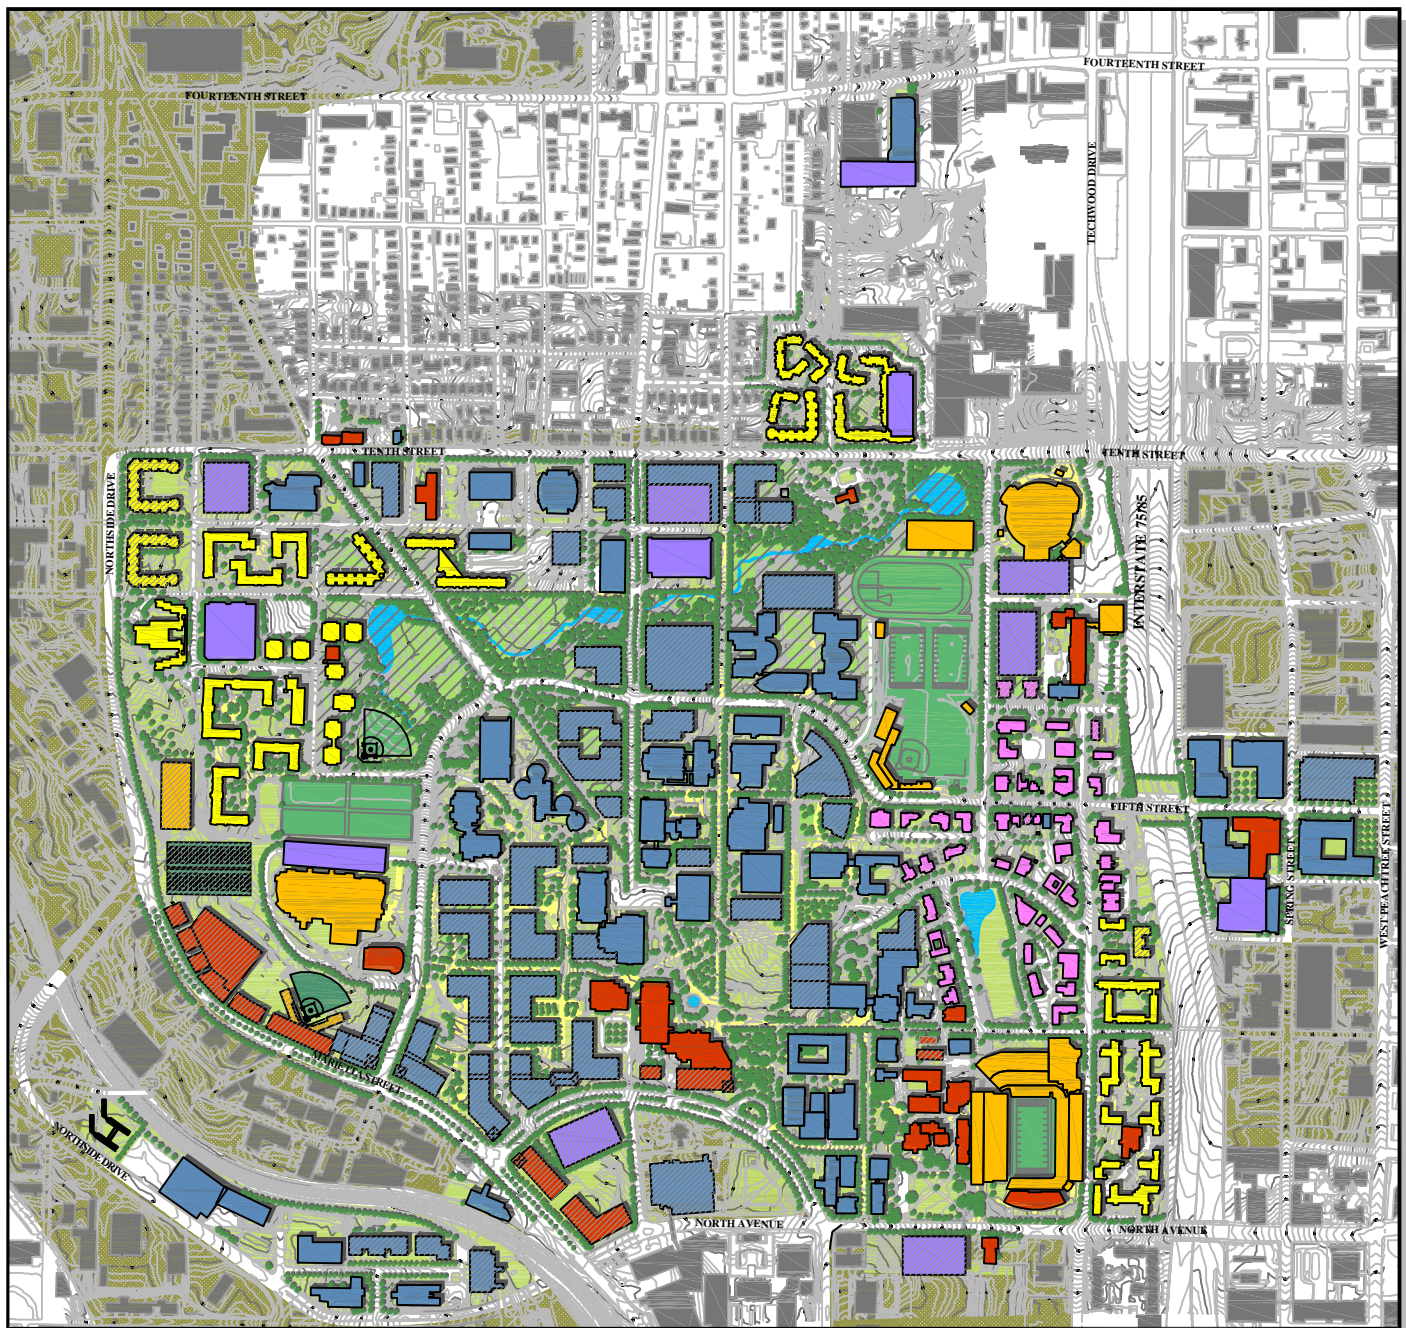 FOURTEENTH STREET
FOURTEENTH STREET
TECHWOOD DRIVE
TENTH STREET
TENTH STREET
NORTHSIDE DRIVE
INTERSTATE 75/85
FIFTH STREET
SPRING STREET
WEST PEACHTREE STREET
MARIETTA STREET
NORTHSIDE DRIVE
NORTH AVENUE
NORTH AVENUE